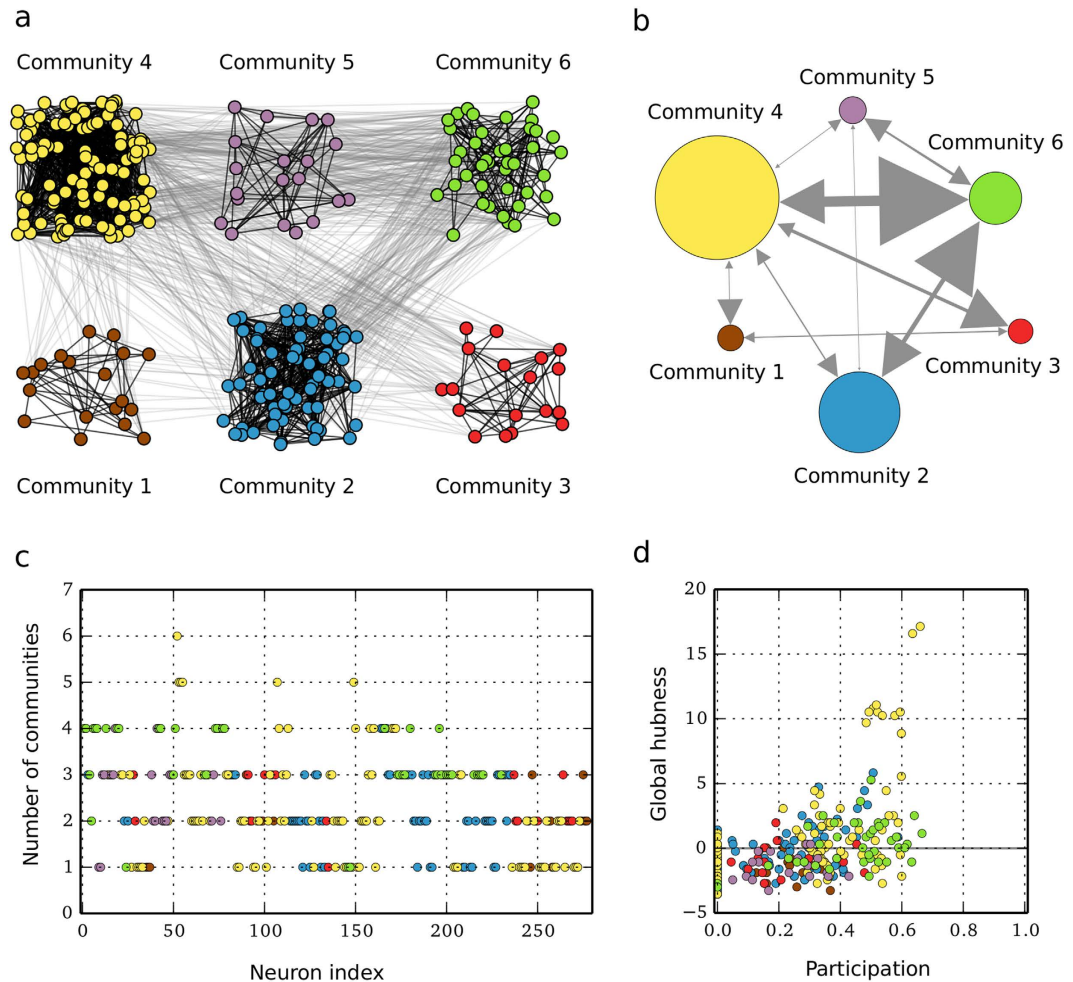 a
Community 4
Community 5
Community 6
Community 1
Community 2
Community 3
b
Community 5
Community 4
Community 6
Community 1
Community 3
Community 2
c
Number of communities
7
6
5
4
3
2
1
0
0 50 100 150 200 250
Neuron index
d
Global hubness
20
15
10
5
0
−5
0.0 0.2 0.4 0.6 0.8 1.0
Participation